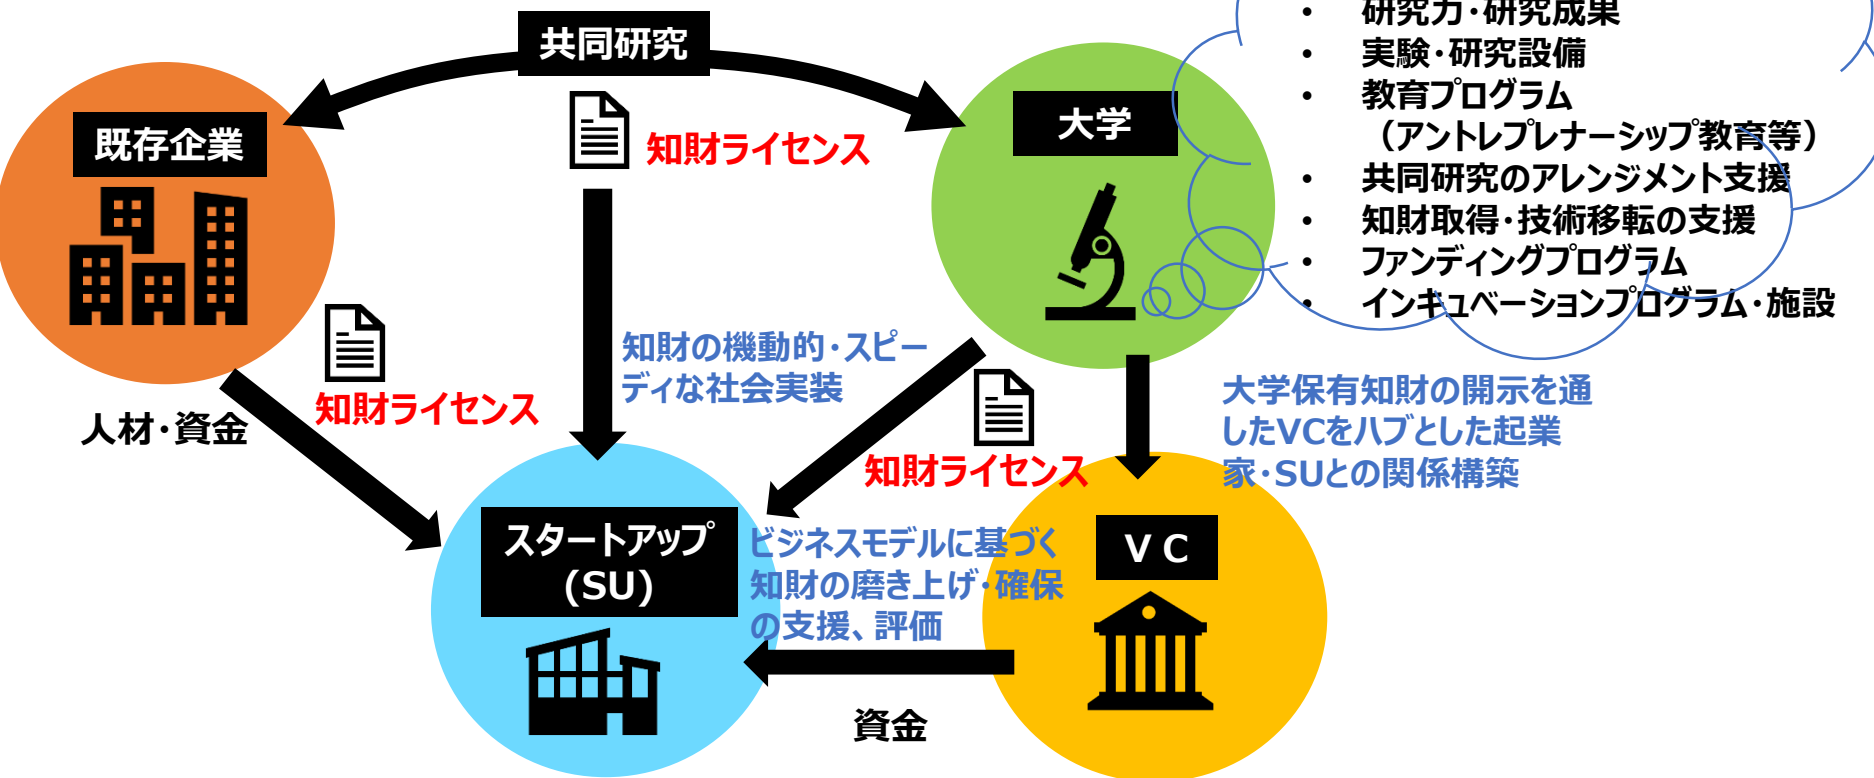 共同研究
既存企業
知財ライセンス
大学
• 研究力・研究成果
• 実験・研究設備
• 教育プログラム
（アントレプレナーシップ教育等）
• 共同研究のアレンジメント支援
• 知財取得・技術移転の支援
• ファンディングプログラム
• インキュベーションプログラム・施設
知財の機動的・スピー
ディな社会実装
知財ライセンス
人材・資金
知財ライセンス
大学保有知財の開示を通
したVCをハブとした起業
家・SUとの関係構築
スタートアップ
(SU)
ビジネスモデルに基づく
知財の磨き上げ・確保
の支援、評価
ＶＣ
資金